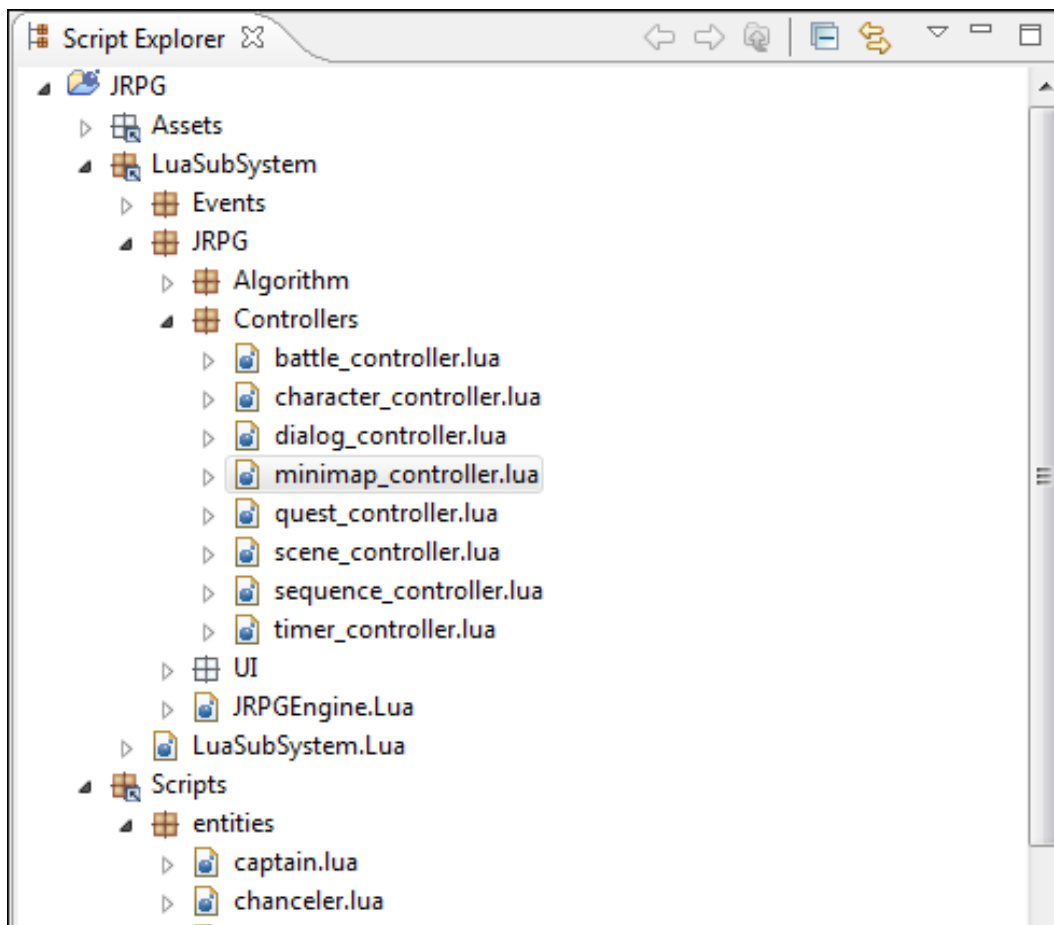 Script Explorer
JRPG
Assets
LuaSubSystem
Events
JRPG
Algorithm
Controllers
battle_controller.lua
character_controller.lua
dialog_controller.lua
minimap_controller.lua
quest_controller.lua
scene_controller.lua
sequence_controller.lua
timer_controller.lua
UI
JRPGEngine.Lua
LuaSubSystem.Lua
Scripts
entities
captain.lua
chanceler.lua